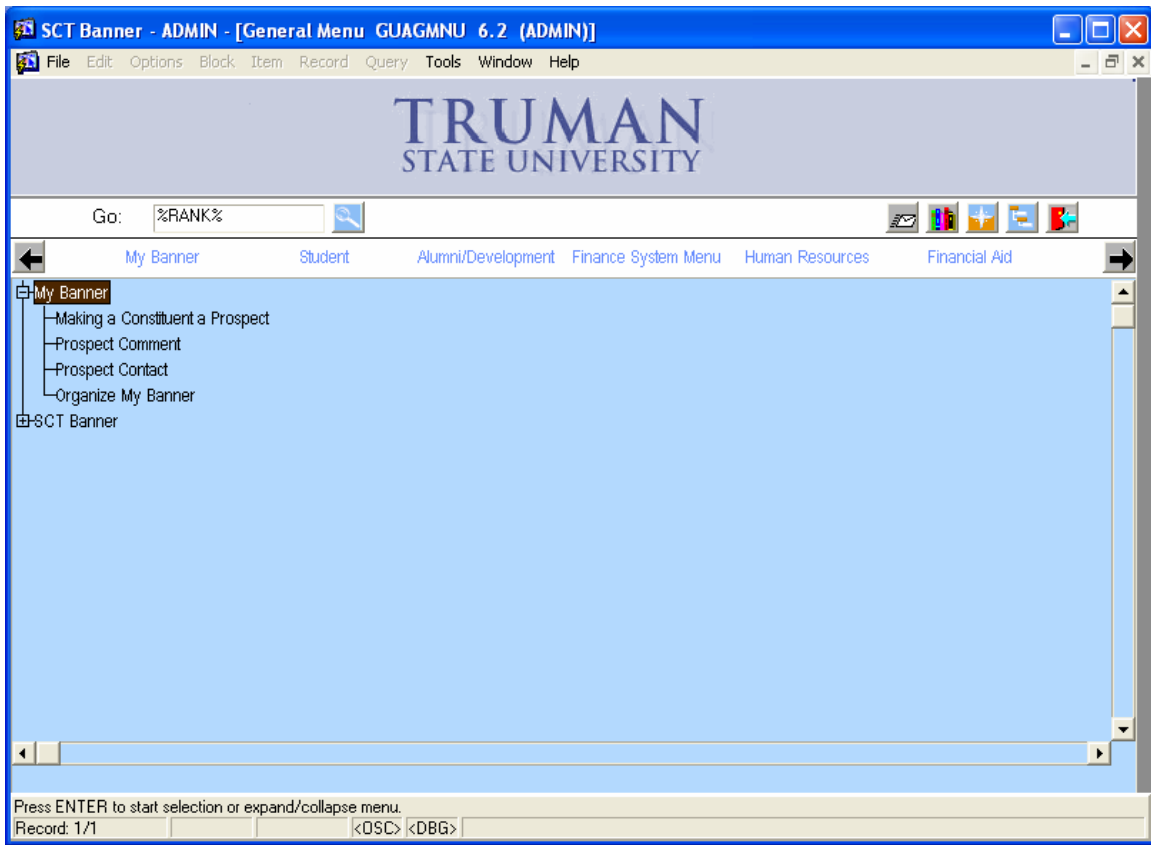 SCT Banner - ADMIN - [General Menu GUAGMNU 6.2 (ADMIN)]
File Edit Options Block Item Record Query Tools Window Help
TRUMAN
STATE UNIVERSITY
Go: %RANK%
My Banner Student Alumni/Development Finance System Menu Human Resources Financial Aid
My Banner
Making a Constituent a Prospect
Prospect Comment
Prospect Contact
Organize My Banner
SCT Banner
Press ENTER to start selection or expand/collapse menu.
Record: 1/1 <OSC> <DBG>